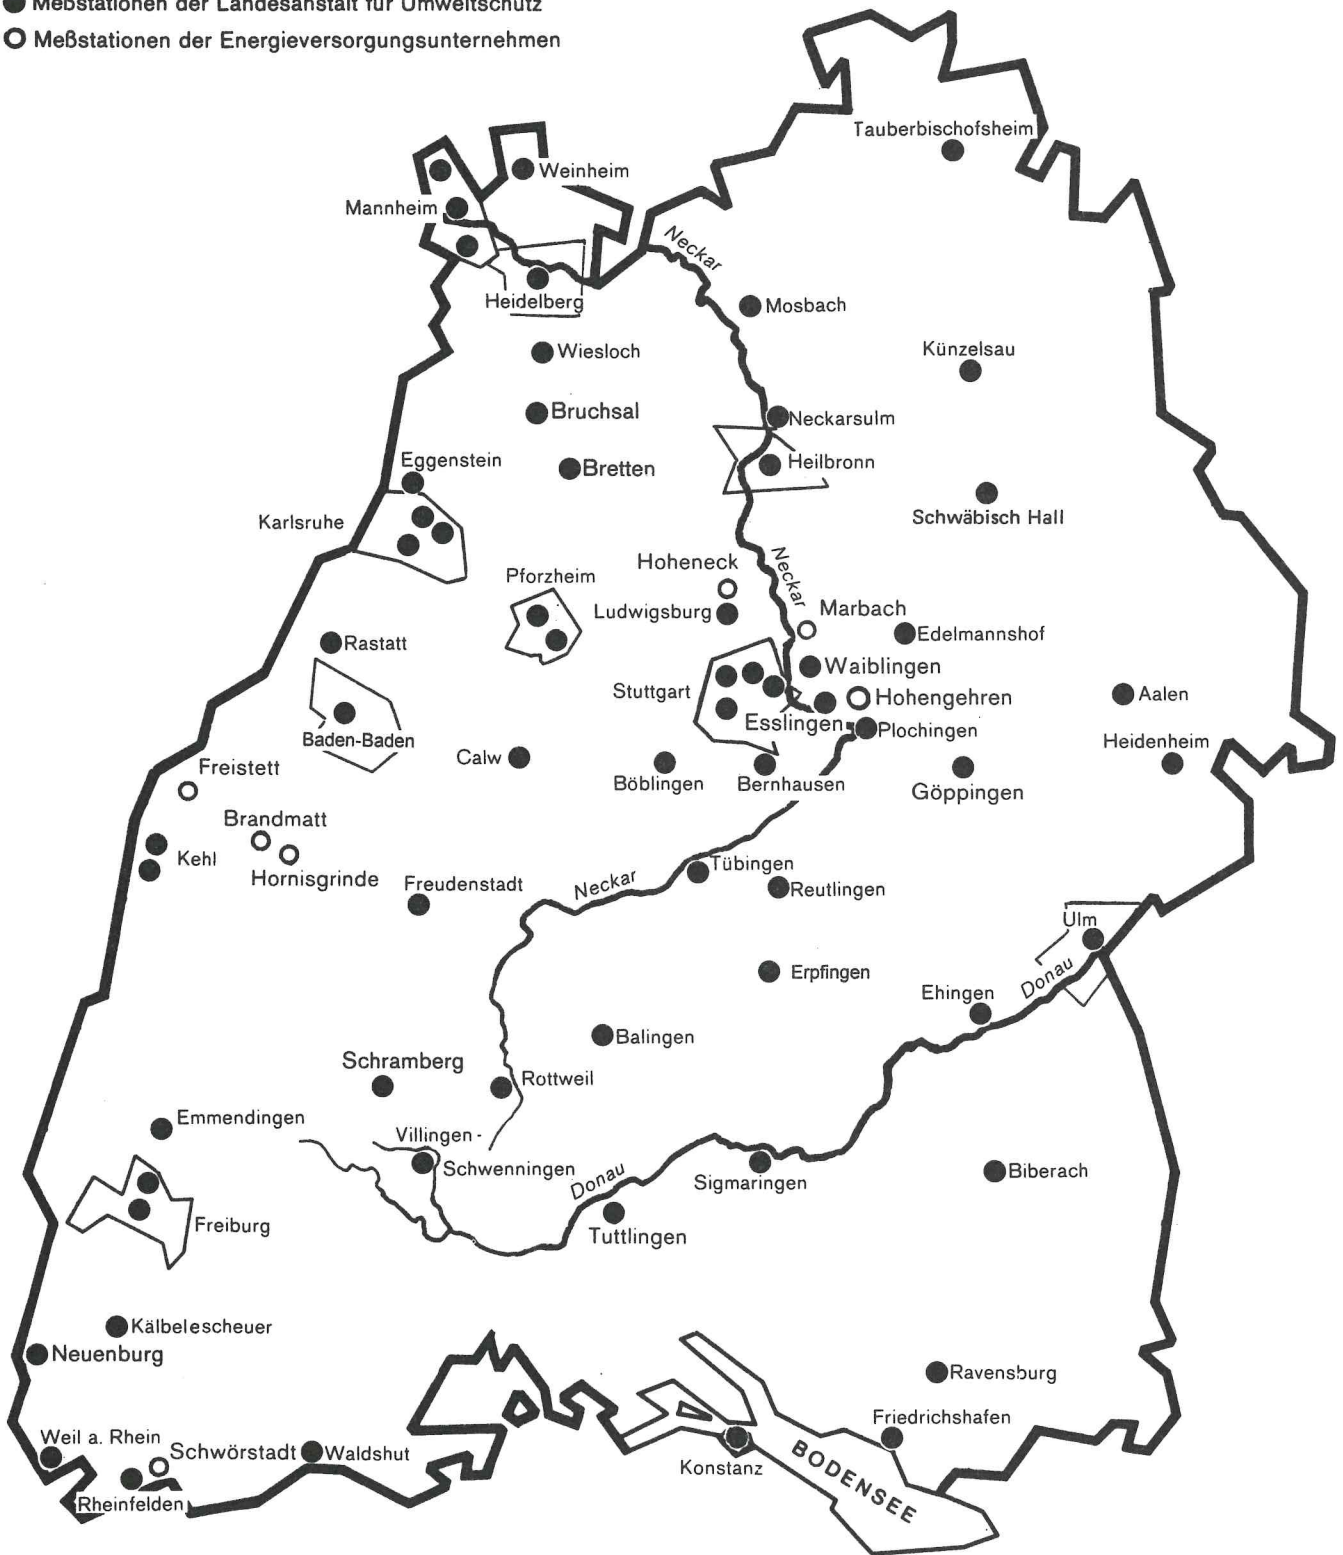 Meßstationen der Landesanstalt für Umweltschutz
Meßstationen der Energieversorgungsunternehmen
Tauberbischofsheim
Weinheim
Mannheim
Neckar
Heidelberg
Mosbach
Wiesloch
Künzelsau
Bruchsal
Neckarsulm
Eggenstein
Bretten
Heilbronn
Karlsruhe
Schwäbisch Hall
Hoheneck
Neckar
Pforzheim
Ludwigsburg
Marbach
Edelmannshof
Rastatt
Waiblingen
Stuttgart
Hohengehren
Aalen
Esslingen
Plochingen
Baden-Baden
Heidenheim
Calw
Freistett
Böblingen
Bernhausen
Göppingen
Brandmatt
Kehl
Tübingen
Hornisgrinde
Freudenstadt
Neckar
Reutlingen
Ulm
Erpfingen
Donau
Ehingen
Balingen
Schramberg
Rottweil
Emmendingen
Villingen-
Schwenningen
Biberach
Donau
Sigmaringen
Freiburg
Tuttlingen
Kälbelescheuer
Neuenburg
Ravensburg
Friedrichshafen
Weil a. Rhein
Schwörstadt
Waldshut
Konstanz
BODENSEE
Rheinfelden